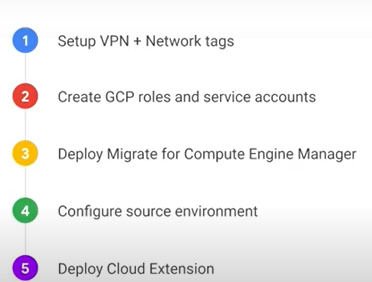 1 Setup VPN + Network tags
2 Create GCP roles and service accounts
3 Deploy Migrate for Compute Engine Manager
4 Configure source environment
5 Deploy Cloud Extension